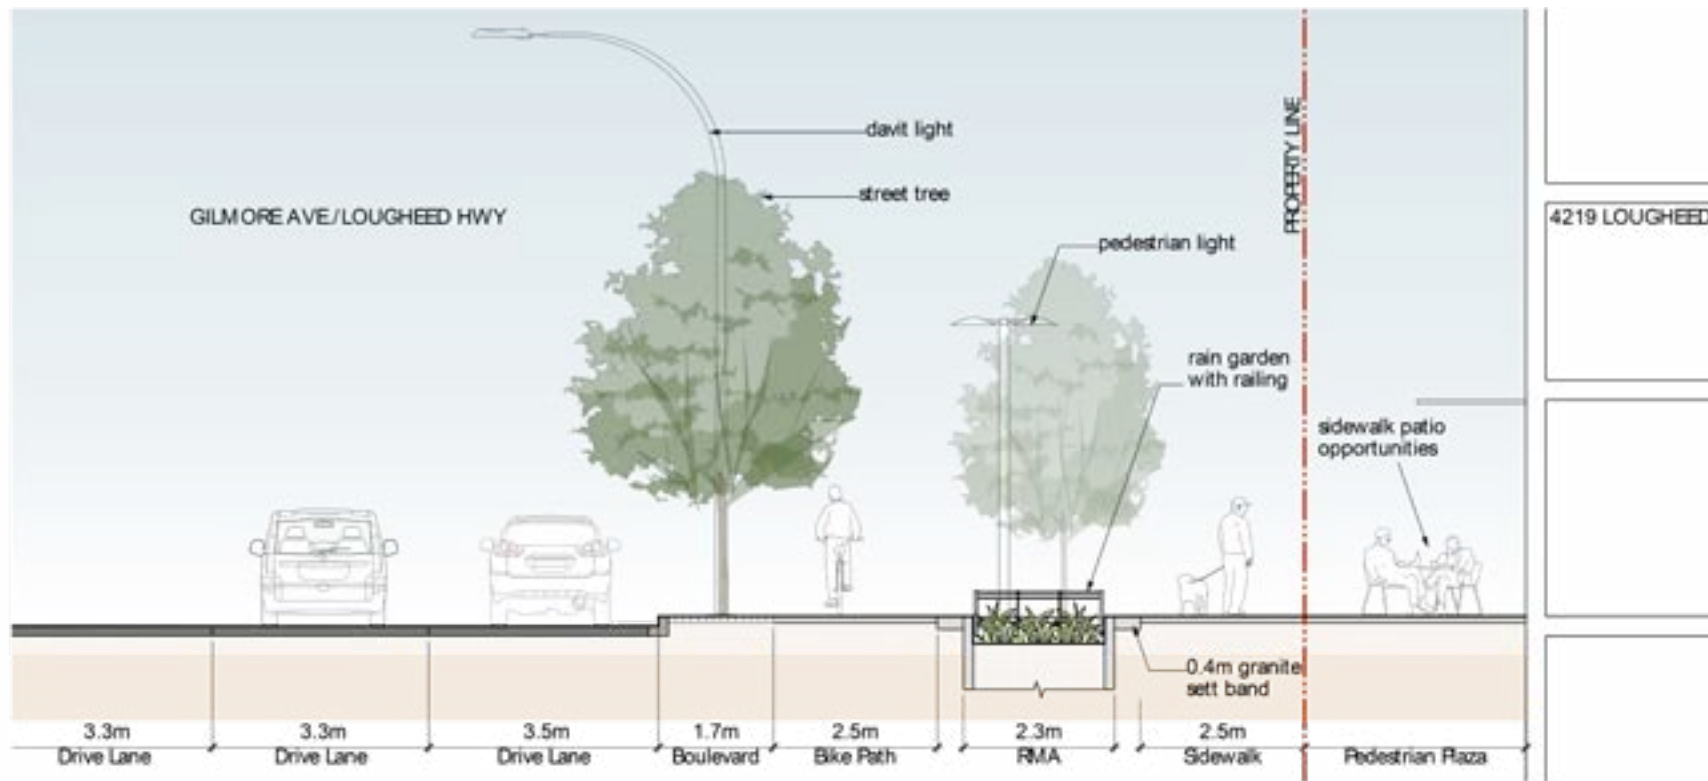 davit light
street tree
GILMORE AVE./LOUGHEED HWY
PROPERTY LINE
4219 LOUGHEED
pedestrian light
rain garden
with railing
sidewalk patio
opportunities
0.4m granite
sett band
3.3m
3.3m
3.5m
1.7m
2.5m
2.3m
2.5m
Drive Lane
Drive Lane
Drive Lane
Boulevard
Bike Path
RMA
Sidewalk
Pedestrian Plaza